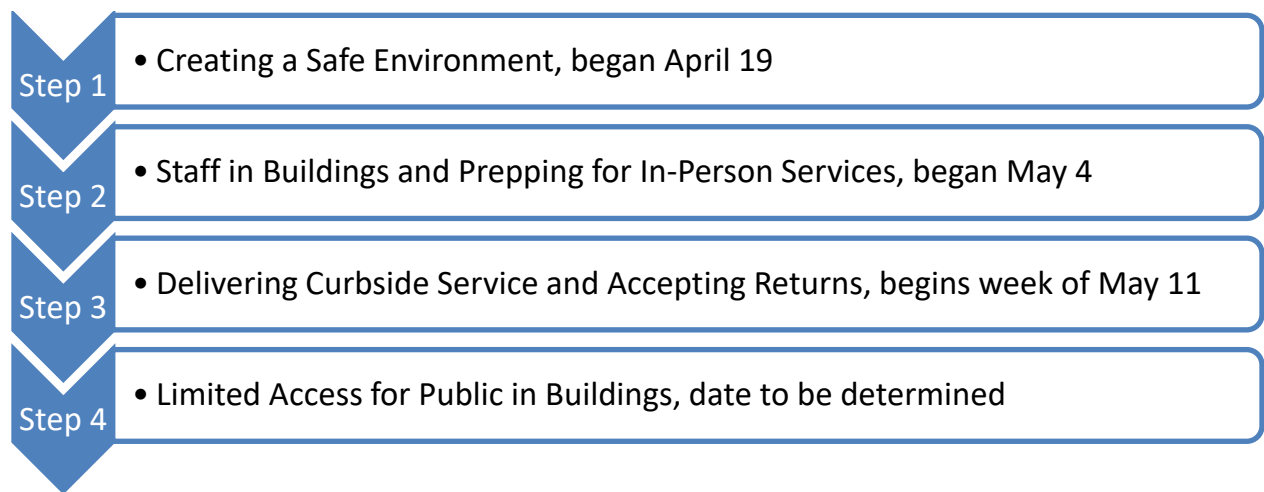 Step 1
• Creating a Safe Environment, began April 19
Step 2
• Staff in Buildings and Prepping for In-Person Services, began May 4
Step 3
• Delivering Curbside Service and Accepting Returns, begins week of May 11
Step 4
• Limited Access for Public in Buildings, date to be determined